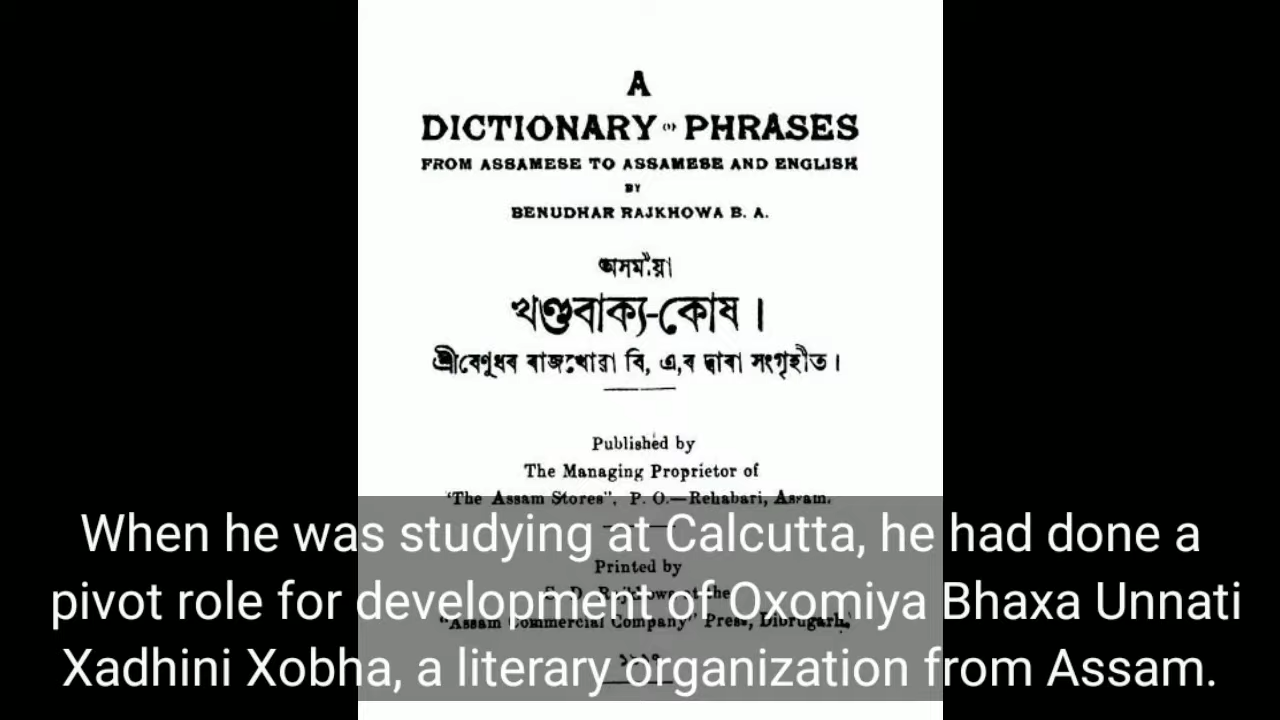 A
DICTIONARY OF PHRASES
FROM ASSAMESE TO ASSAMESE AND ENGLISH
BY
BENUDHAR RAJKHOWA B. A.
অসমীয়া
খণ্ডবাক্য-কোষ।
শ্ৰীবেণুধৰ ৰাজখোৱা বি, এ,ৰ দ্বাৰা সংগৃহীত।
Published by
The Managing Proprietor of
"The Assam Stores", P. O.—Rehabari, Assam.
When he was studying at Calcutta, he had done a
Printed by
pivot role for development of Oxomiya Bhaxa Unnati
"Assam Commercial Company" Press, Dibrugarh.
Xadhini Xobha, a literary organization from Assam.